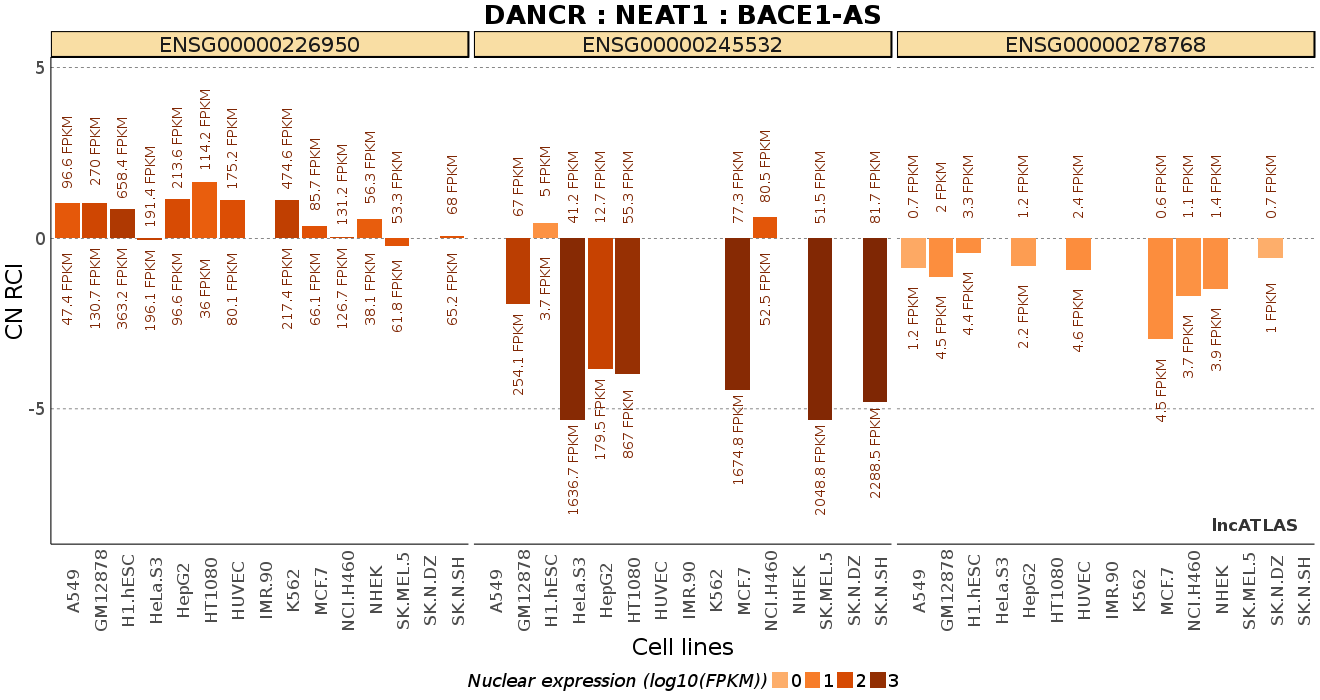 DANCR : NEAT1 : BACE1-AS
ENSG00000226950 ENSG00000245532 ENSG00000278768
CN RCI
5
0
-5
96.6 FPKM 270 FPKM 658.4 FPKM 191.4 FPKM 213.6 FPKM 114.2 FPKM 175.2 FPKM 474.6 FPKM 85.7 FPKM 131.2 FPKM 56.3 FPKM 53.3 FPKM 68 FPKM
47.4 FPKM 130.7 FPKM 363.2 FPKM 196.1 FPKM 96.6 FPKM 36 FPKM 80.1 FPKM 217.4 FPKM 66.1 FPKM 126.7 FPKM 38.1 FPKM 61.8 FPKM 65.2 FPKM
67 FPKM 5 FPKM 41.2 FPKM 12.7 FPKM 55.3 FPKM 77.3 FPKM 80.5 FPKM 51.5 FPKM 81.7 FPKM
254.1 FPKM 3.7 FPKM 1636.7 FPKM 179.5 FPKM 867 FPKM 1674.8 FPKM 52.5 FPKM 2048.8 FPKM 2288.5 FPKM
0.7 FPKM 2 FPKM 3.3 FPKM 1.2 FPKM 2.4 FPKM 0.6 FPKM 1.1 FPKM 1.4 FPKM 0.7 FPKM
1.2 FPKM 4.5 FPKM 4.4 FPKM 2.2 FPKM 4.6 FPKM 4.5 FPKM 3.7 FPKM 3.9 FPKM 1 FPKM
lncATLAS
A549 GM12878 H1.hESC HeLa.S3 HepG2 HT1080 HUVEC IMR.90 K562 MCF.7 NCI.H460 NHEK SK.MEL.5 SK.N.DZ SK.N.SH
A549 GM12878 H1.hESC HeLa.S3 HepG2 HT1080 HUVEC IMR.90 K562 MCF.7 NCI.H460 NHEK SK.MEL.5 SK.N.DZ SK.N.SH
A549 GM12878 H1.hESC HeLa.S3 HepG2 HT1080 HUVEC IMR.90 K562 MCF.7 NCI.H460 NHEK SK.MEL.5 SK.N.DZ SK.N.SH
Cell lines
Nuclear expression (log10(FPKM)) 0 1 2 3